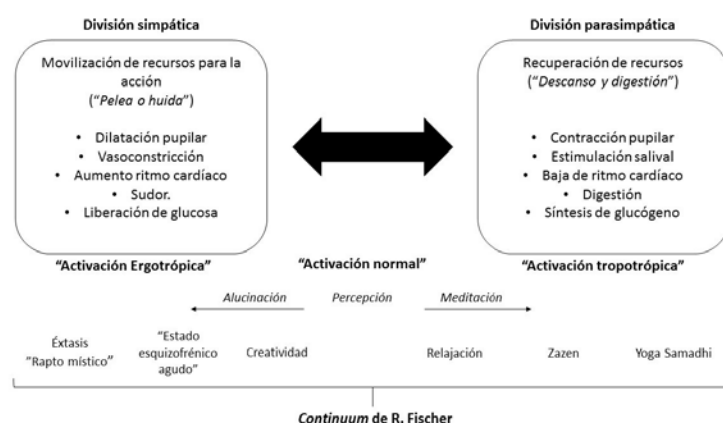 División simpática
Movilización de recursos para la
acción
(“Pelea o huida”)
• Dilatación pupilar
• Vasoconstricción
• Aumento ritmo cardíaco
• Sudor.
• Liberación de glucosa
“Activación Ergotrópica”
División parasimpática
Recuperación de recursos
(“Descanso y digestión”)
• Contracción pupilar
• Estimulación salival
• Baja de ritmo cardíaco
• Digestión
• Síntesis de glucógeno
“Activación normal”
“Activación tropotrópica”
Alucinación
Percepción
Meditación
Éxtasis
”Rapto místico”
“Estado
esquizofrénico
agudo”
Creatividad
Relajación
Zazen
Yoga Samadhi
Continuum de R. Fischer